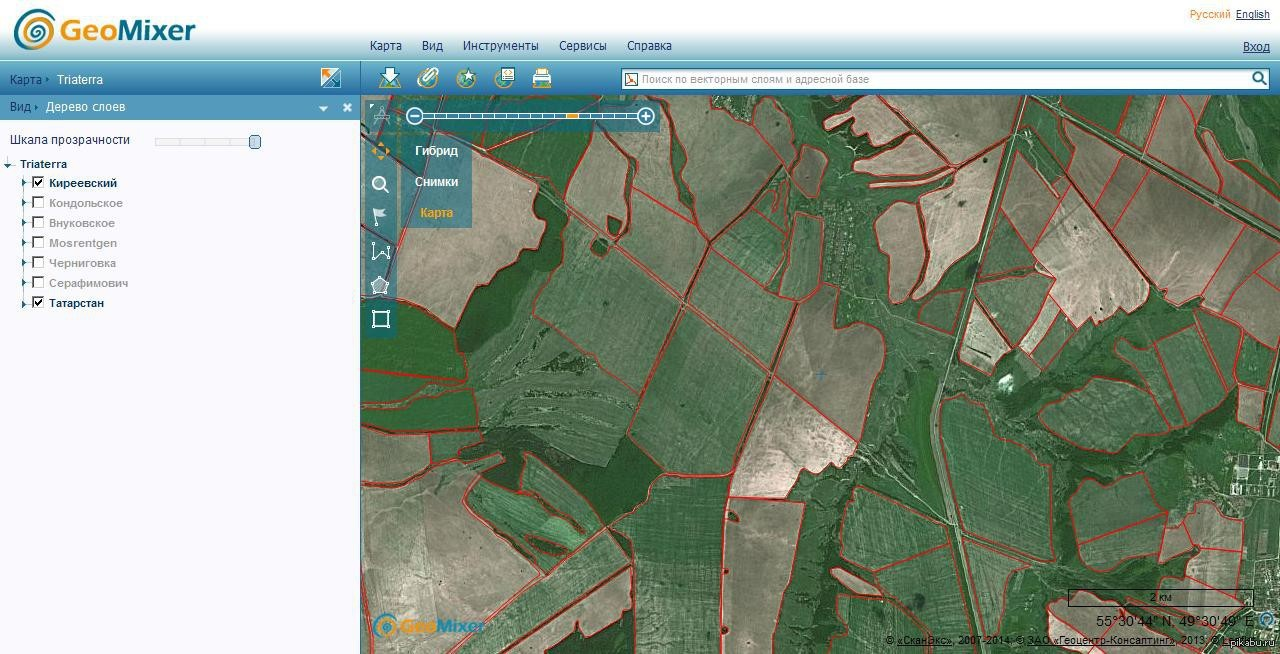 GeoMixer
Русский English
Карта Вид Инструменты Сервисы Справка
Вход
Карта Triaterra
Поиск по векторным слоям и адресной базе
Вид Дерево слоев
Шкала прозрачности
Triaterra
Киреевский
Кондольское
Внуковское
Mosrentgen
Черниговка
Серафимович
Татарстан
Гибрид
Снимки
Карта
2 км
55°30'44" N, 49°30'49" E
GeoMixer
© «СканЭкс», 2007-2014; © ЗАО «Геоцентр-Консалтинг», 2013; ©
pikabu.ru